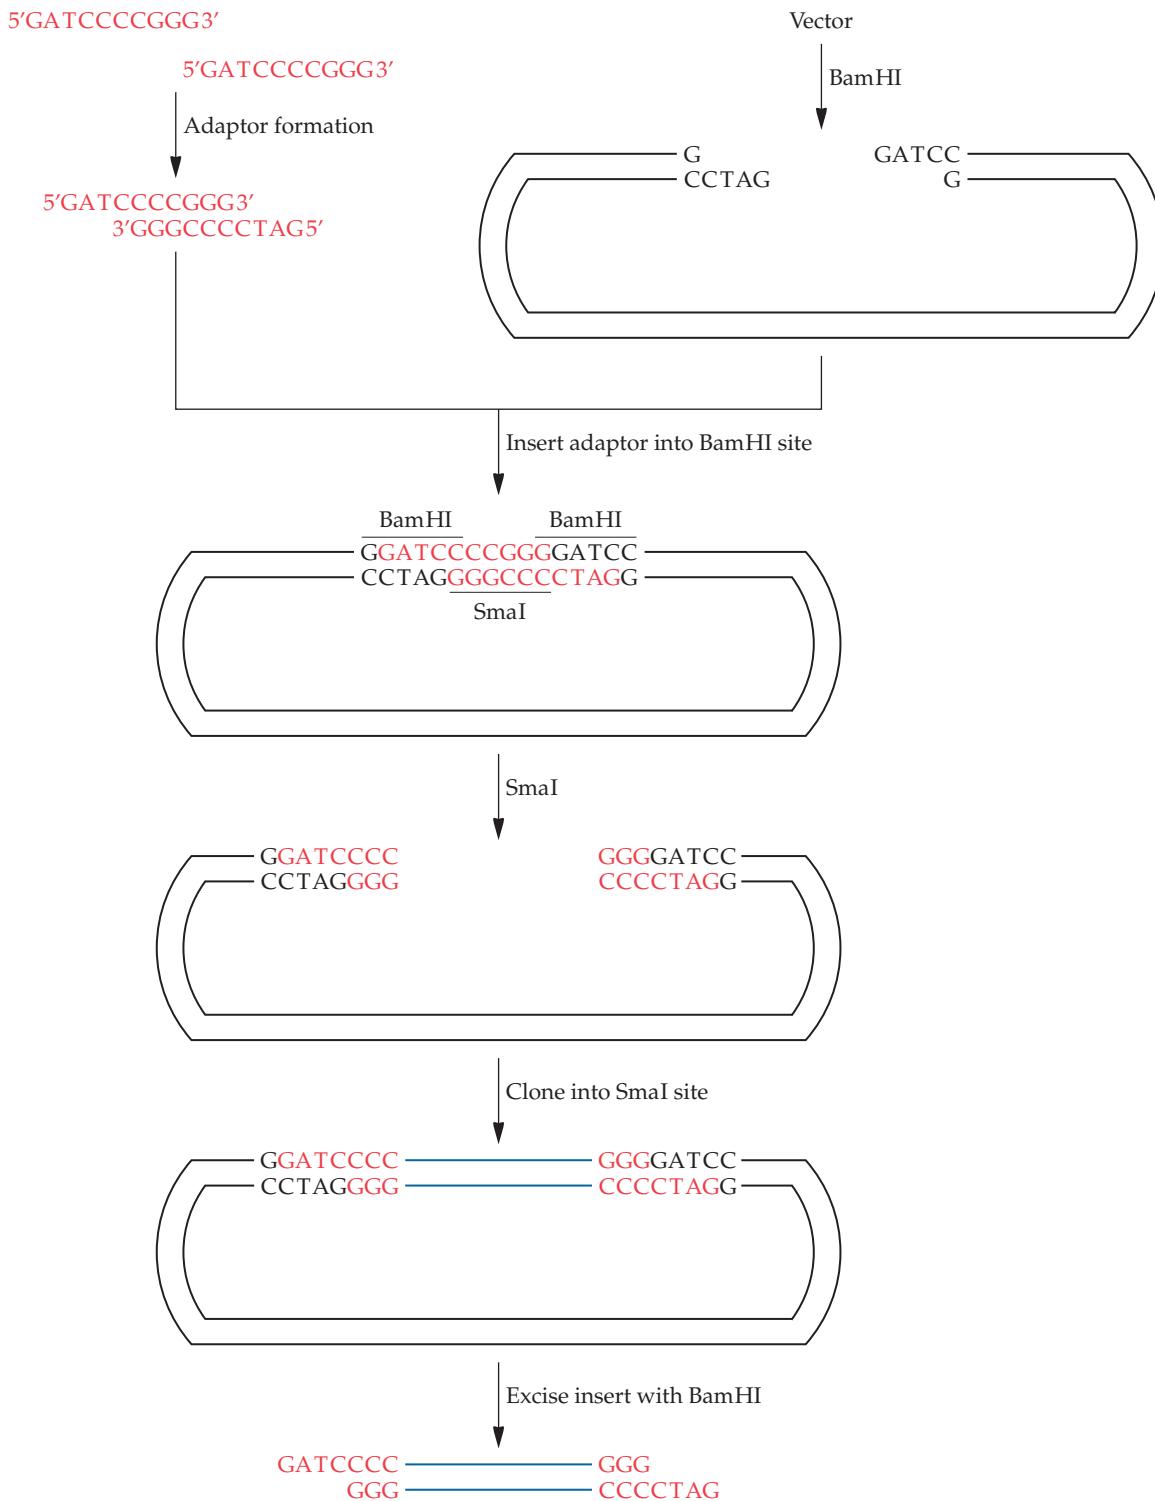 5′GATCCCCGGG3′
Vector
5′GATCCCCGGG3′
BamHI
Adaptor formation
G GATCC
CCTAG G
5′GATCCCCGGG3′
3′GGGCCCCTAG5′
Insert adaptor into BamHI site
BamHI BamHI
GGATCCCCGGGGATCC
CCTAGGGGCCCCTAGG
SmaI
SmaI
GGATCCCC GGGGATCC
CCTAGGGG CCCCTAGG
Clone into SmaI site
GGATCCCC GGGGATCC
CCTAGGGG CCCCTAGG
Excise insert with BamHI
GATCCCC GGG
GGG CCCCTAG